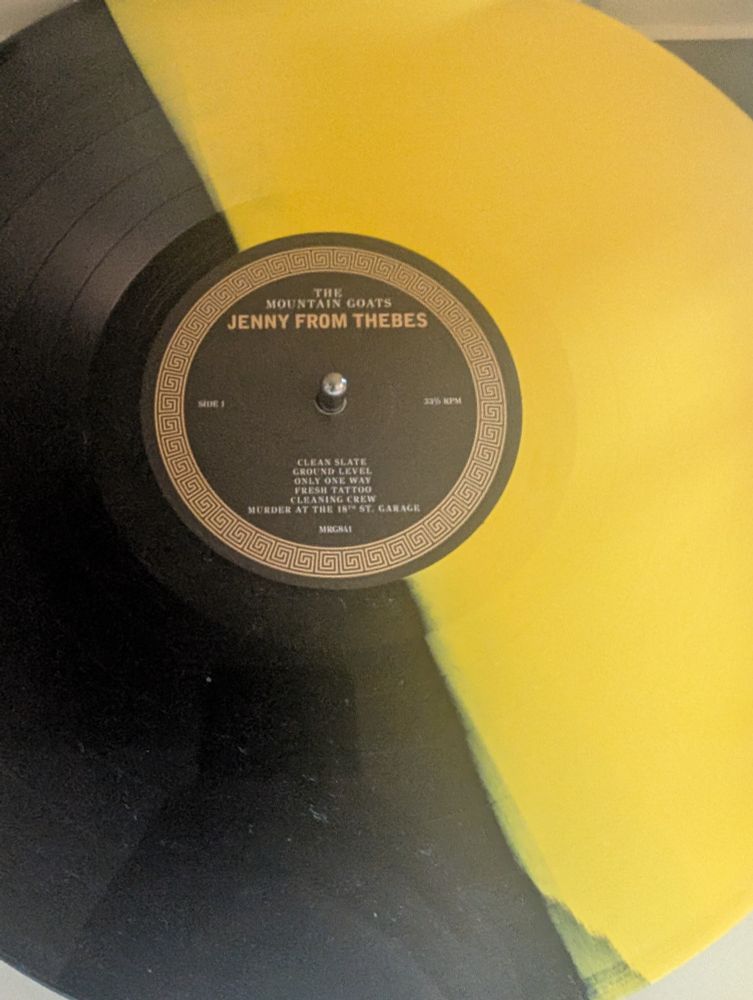 THE
MOUNTAIN GOATS
JENNY FROM THEBES
SIDE 1
33⅓ RPM
CLEAN SLATE
GROUND LEVEL
ONLY ONE WAY
FRESH TATTOO
CLEANING CREW
MURDER AT THE 18TH ST. GARAGE
MRG841